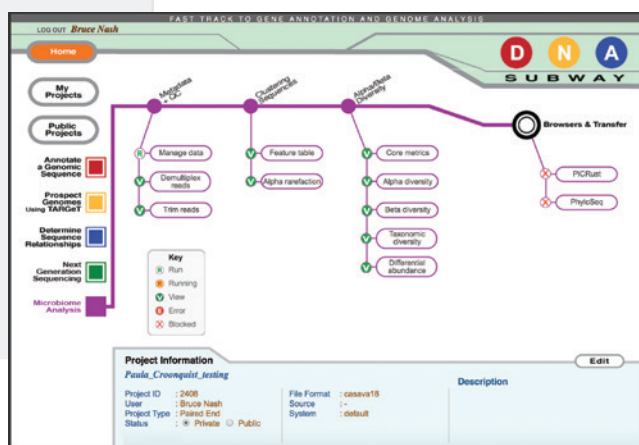 FAST TRACK TO GENE ANNOTATION AND GENOME ANALYSIS
LOG OUT Bruce Nash
Home
D N A
SUBWAY
My
Projects
Public
Projects
Annotate
a Genomic
Sequence
Prospect
Genomes
Using TARGeT
Determine
Sequence
Relationships
Next
Generation
Sequencing
Microbiome
Analysis
Metadata
+ QC
R Manage data
V Demultiplex
reads
V Trim reads
Clustering
Sequences
V Feature table
V Alpha rarefaction
Alpha/Beta
Diversity
V Core metrics
V Alpha diversity
V Beta diversity
V Taxonomic
diversity
V Differential
abundance
Browsers & Transfer
X PICRust
X PhyloSeq
Key
R Run
R Running
V View
R Error
X Blocked
Project Information
Edit
Paula_Croonquist_testing
Project ID : 2408
User : Bruce Nash
Project Type : Paired End
Status : Private Public
File Format : casava18
Source : -
System : default
Description